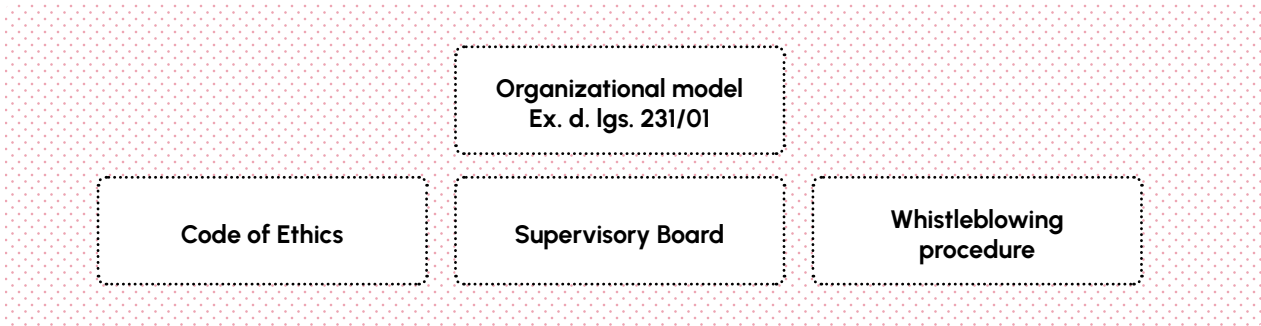 Organizational model
Ex. d. lgs. 231/01
Code of Ethics
Supervisory Board
Whistleblowing
procedure